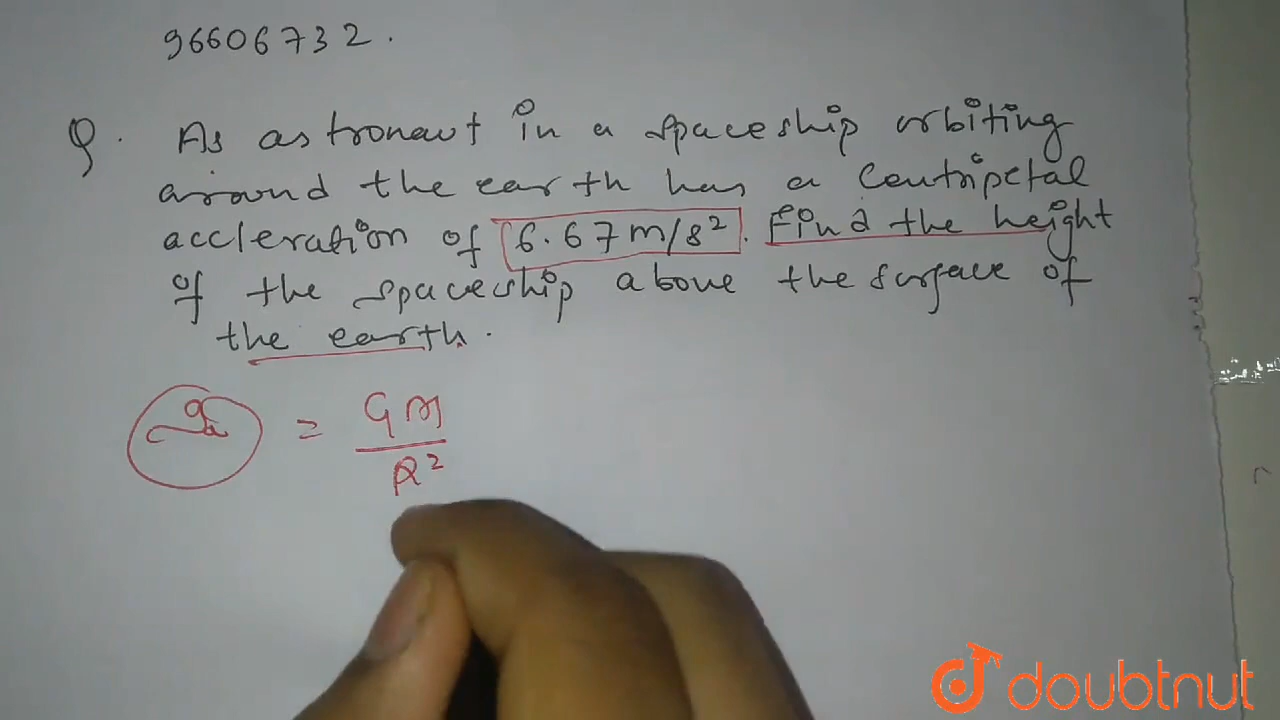 96606732.
Q. As astronaut in a spaceship orbiting
around the earth has a centripetal
accleration of 6.67 m/s². Find the height
of the spaceship above the surface of
the earth.
= GM
R²
doubtnut